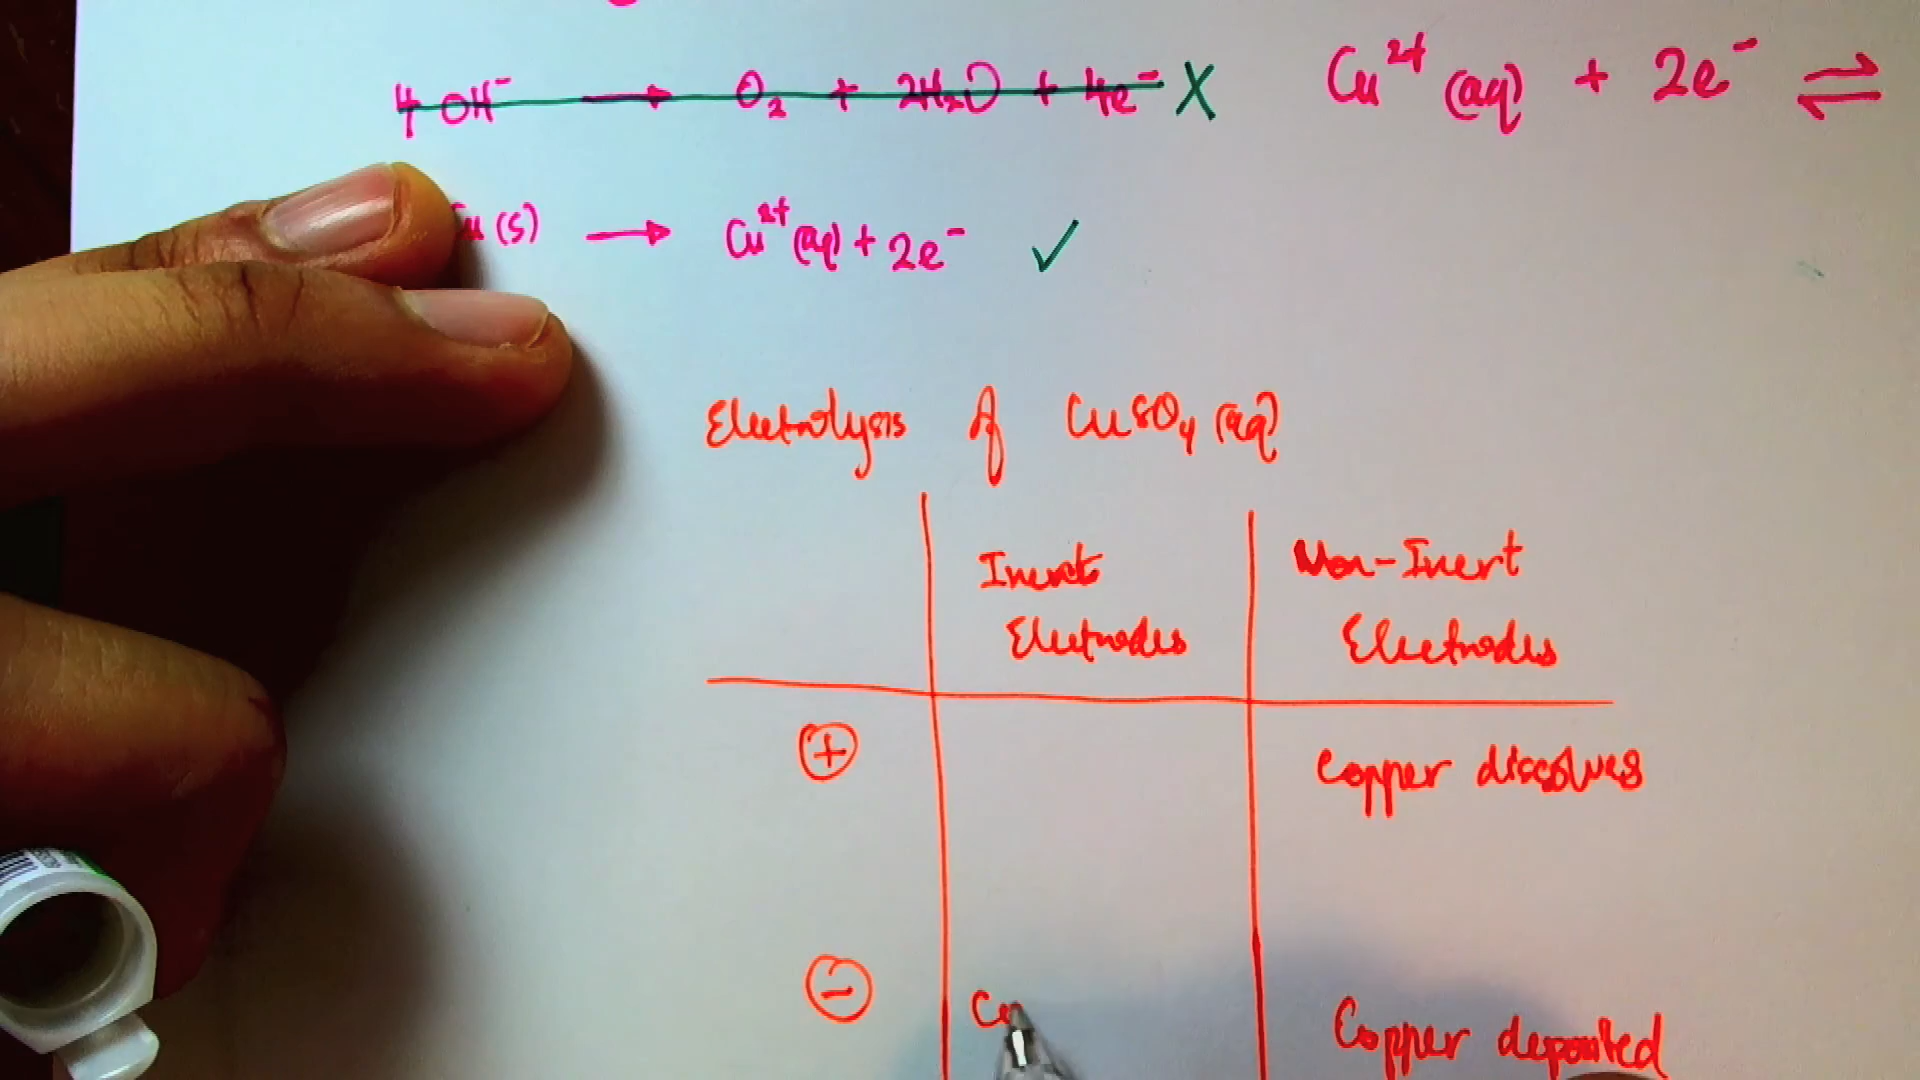 4 OH⁻ → O₂ + 2H₂O + 4e⁻ X
Cu²⁺ (aq) + 2e⁻ ⇌
(s) → Cu²⁺ (aq) + 2e⁻ ✓
Electrolysis of CuSO₄ (aq)
Inert
Electrodes
Non-Inert
Electrodes
+
Copper dissolves
−
Co
Copper deposited